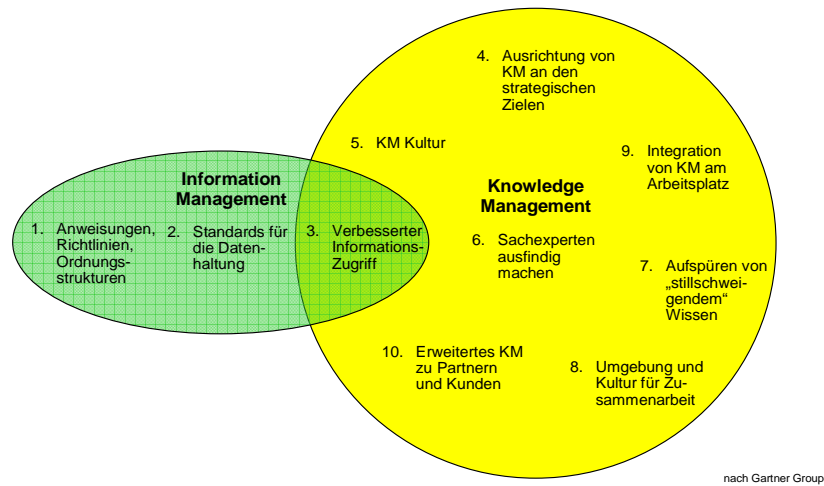 Information
Management
1. Anweisungen,
Richtlinien,
Ordnungs-
strukturen
2. Standards für
die Daten-
haltung
3. Verbesserter
Informations-
Zugriff
Knowledge
Management
4. Ausrichtung von
KM an den
strategischen
Zielen
5. KM Kultur
6. Sachexperten
ausfindig
machen
7. Aufspüren von
„stillschwei-
gendem“
Wissen
8. Umgebung und
Kultur für Zu-
sammenarbeit
9. Integration
von KM am
Arbeitsplatz
10. Erweitertes KM
zu Partnern
und Kunden
nach Gartner Group